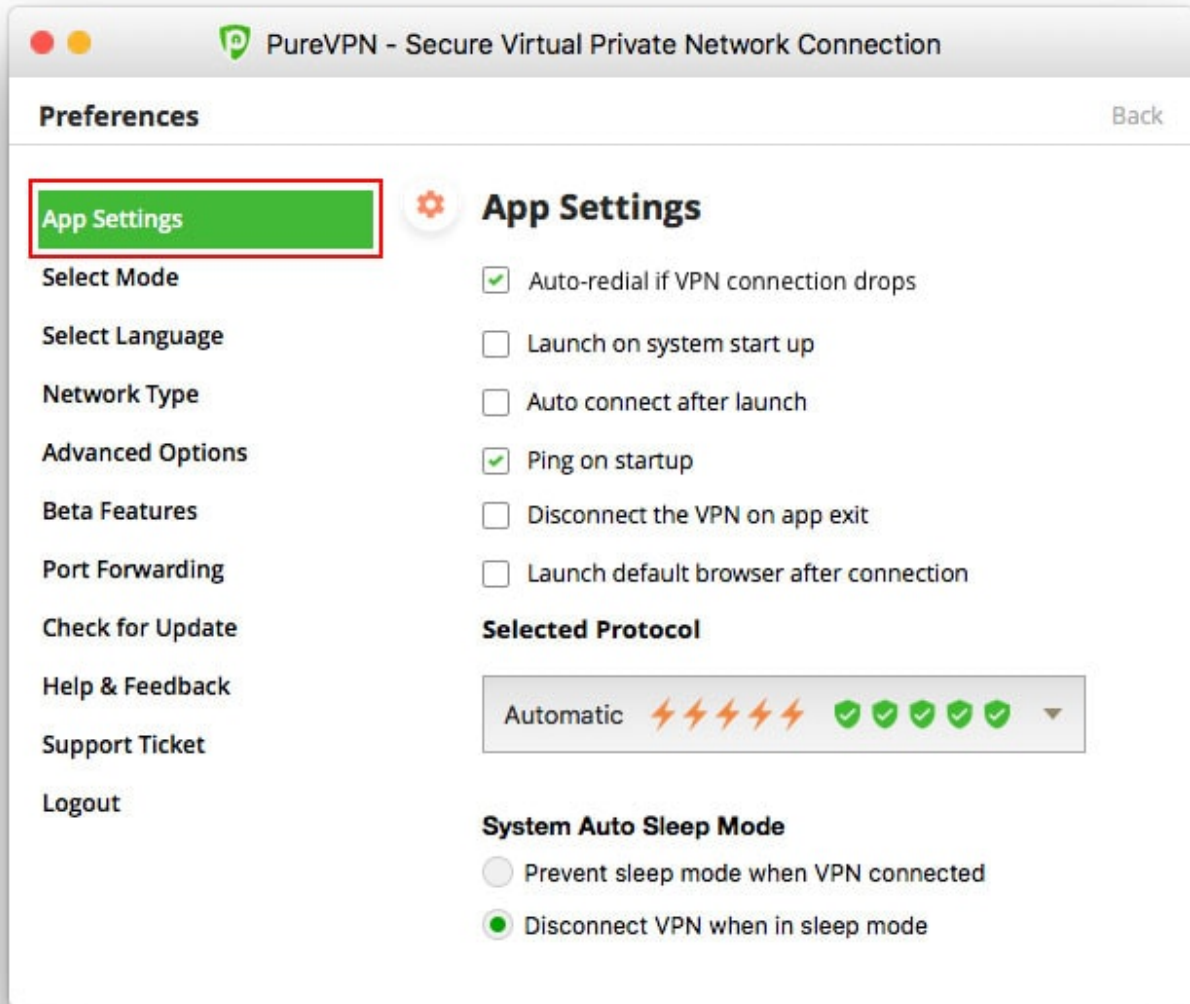 PureVPN - Secure Virtual Private Network Connection
Preferences
Back
App Settings
Select Mode
Select Language
Network Type
Advanced Options
Beta Features
Port Forwarding
Check for Update
Help & Feedback
Support Ticket
Logout
App Settings
Auto-redial if VPN connection drops
Launch on system start up
Auto connect after launch
Ping on startup
Disconnect the VPN on app exit
Launch default browser after connection
Selected Protocol
Automatic
System Auto Sleep Mode
Prevent sleep mode when VPN connected
Disconnect VPN when in sleep mode